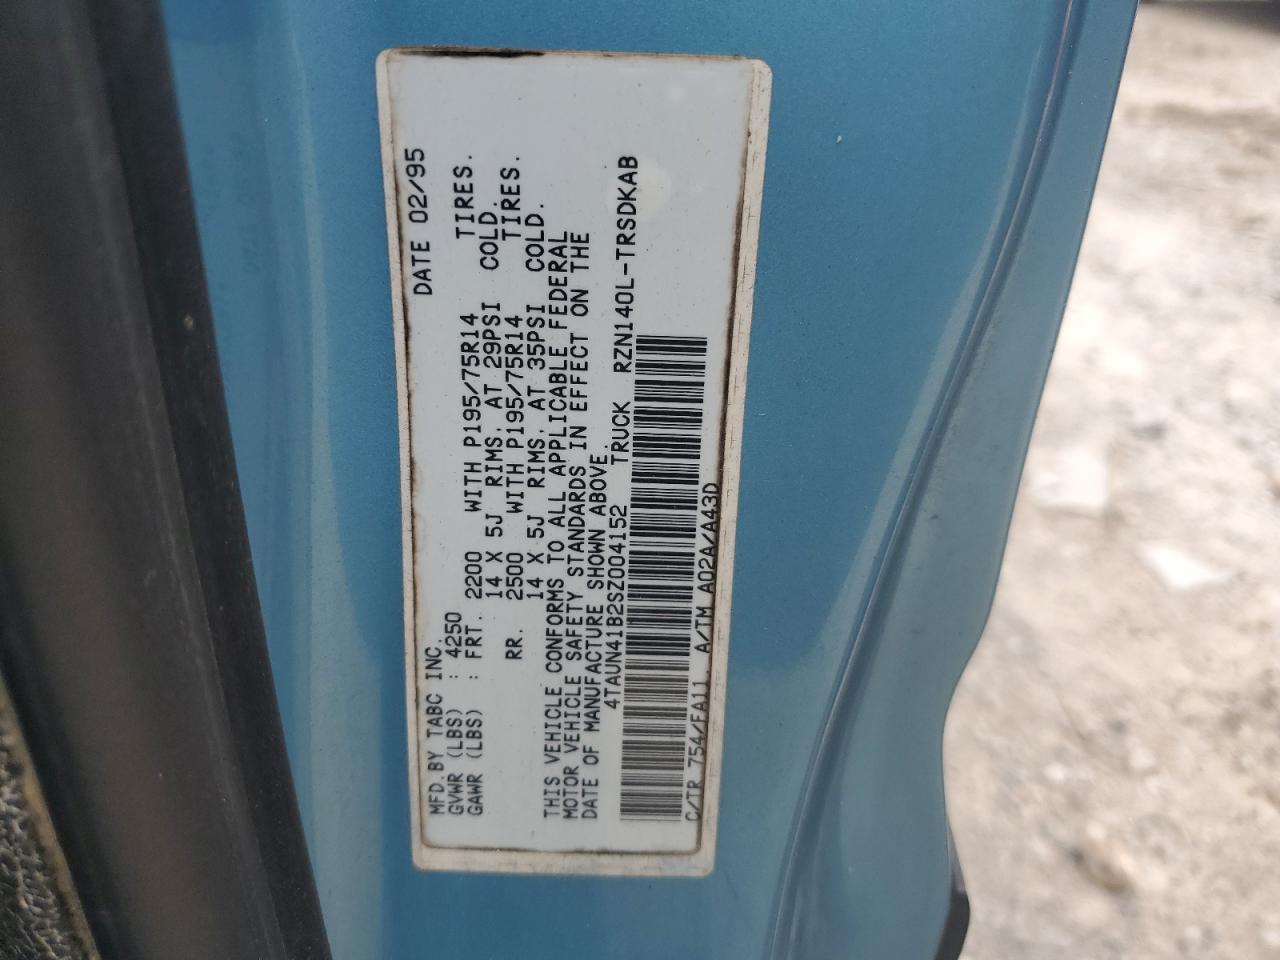 DATE 02/95
MFD.BY TABC INC.
GVWR (LBS) : 4250
GAWR (LBS) : FRT. 2200 WITH P195/75R14 TIRES.
14 X 5J RIMS, AT 29PSI COLD.
RR. 2500 WITH P195/75R14 TIRES.
14 X 5J RIMS, AT 35PSI COLD.
THIS VEHICLE CONFORMS TO ALL APPLICABLE FEDERAL
MOTOR VEHICLE SAFETY STANDARDS IN EFFECT ON THE
DATE OF MANUFACTURE SHOWN ABOVE.
4TAUN41B2SZ004152 TRUCK RZN140L-TRSDKAB
C/TR 754/FA11 A/TM A02A/A43D